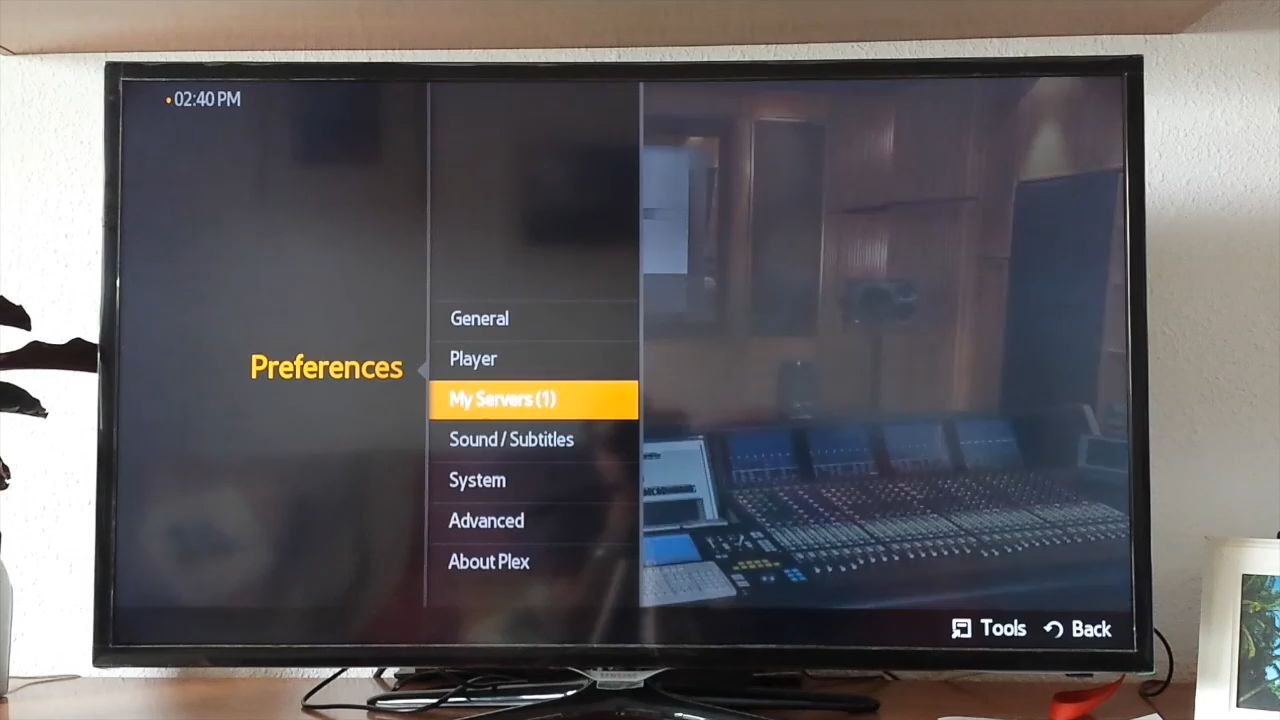 02:40 PM
Preferences
General
Player
My Servers (1)
Sound / Subtitles
System
Advanced
About Plex
Tools
Back